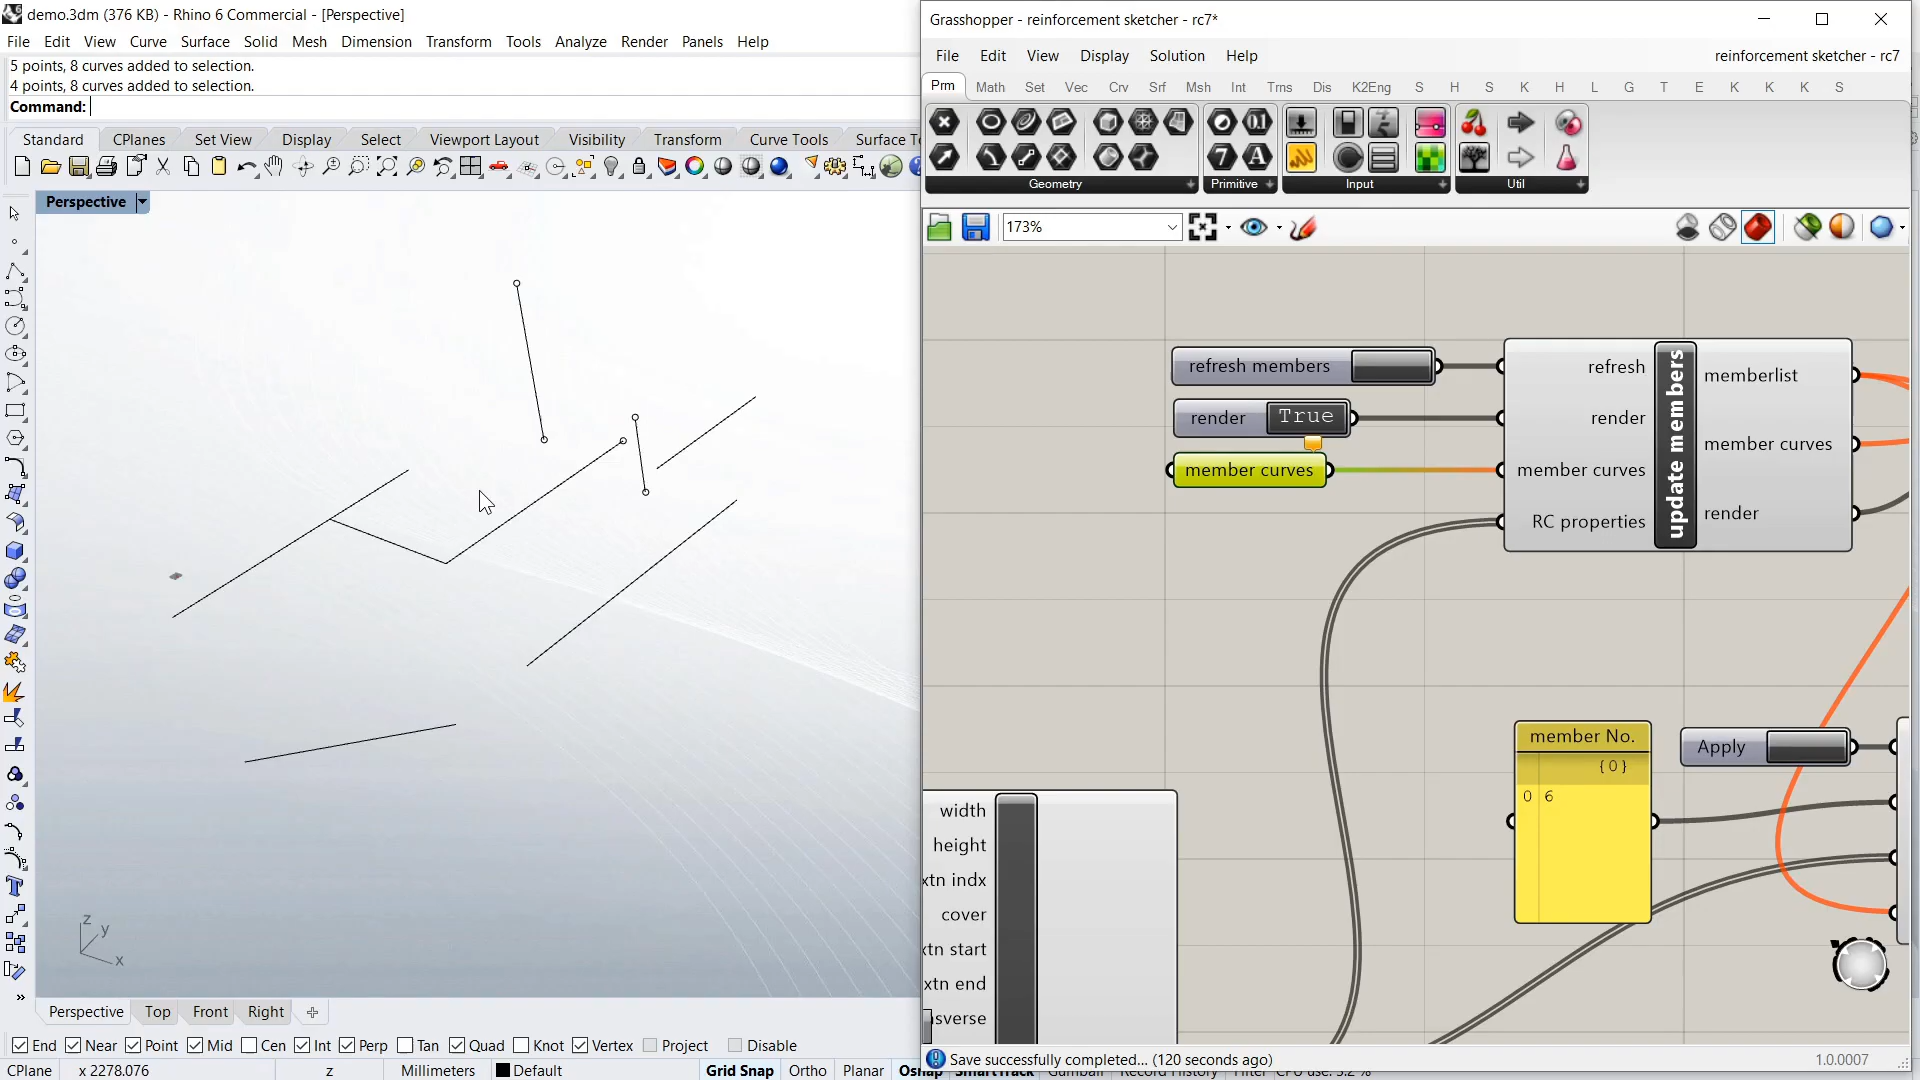 demo.3dm (376 KB) - Rhino 6 Commercial - [Perspective]
File Edit View Curve Surface Solid Mesh Dimension Transform Tools Analyze Render Panels Help
5 points, 8 curves added to selection.
4 points, 8 curves added to selection.
Command:
Standard CPlanes Set View Display Select Viewport Layout Visibility Transform Curve Tools Surface To
Perspective
z
y
x
Perspective Top Front Right
End Near Point Mid Cen Int Perp Tan Quad Knot Vertex Project Disable
CPlane x 2278.076 z Millimeters Default Grid Snap Ortho Planar
Grasshopper - reinforcement sketcher - rc7*
File Edit View Display Solution Help reinforcement sketcher - rc7
Prm Math Set Vec Crv Srf Msh Int Trns Dis K2Eng S H S K H L G T E K K K S
Geometry Primitive Input Util
173%
refresh members
render True
member curves
refresh
render
member curves
RC properties
update members
memberlist
member curves
render
member No.
{0}
0 6
Apply
width
height
xtn indx
cover
xtn start
xtn end
Save successfully completed... (120 seconds ago) 1.0.0007